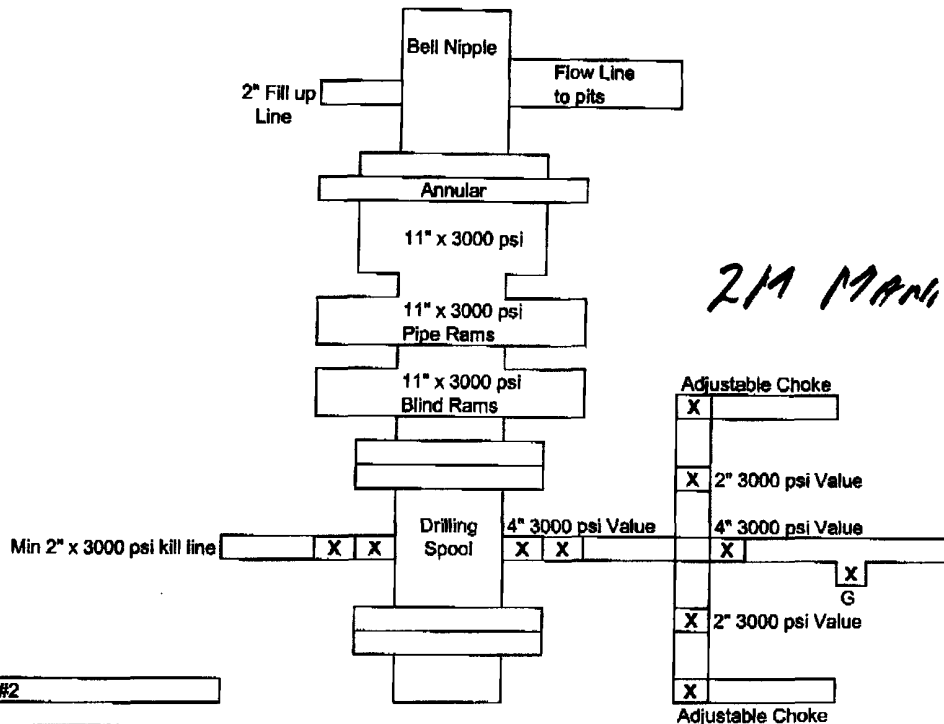 Bell Nipple
Flow Line
to pits
2" Fill up
Line
Annular
11" x 3000 psi
11" x 3000 psi
Pipe Rams
11" x 3000 psi
Blind Rams
Adjustable Choke
X
X 2" 3000 psi Value
Min 2" x 3000 psi kill line
X X
Drilling
Spool
4" 3000 psi Value
X X
4" 3000 psi Value
X
X
G
X 2" 3000 psi Value
#2
X
Adjustable Choke